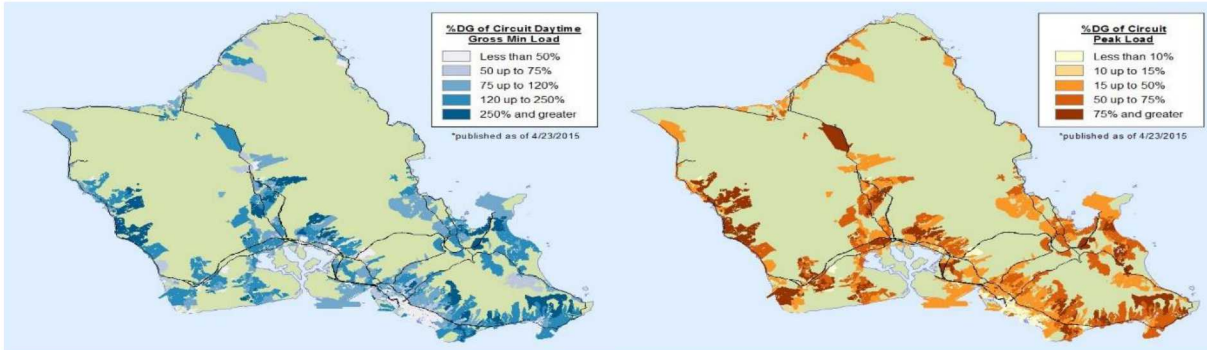 %DG of Circuit Daytime
Gross Min Load
Less than 50%
50 up to 75%
75 up to 120%
120 up to 250%
250% and greater
*published as of 4/23/2015
%DG of Circuit
Peak Load
Less than 10%
10 up to 15%
15 up to 50%
50 up to 75%
75% and greater
*published as of 4/23/2015